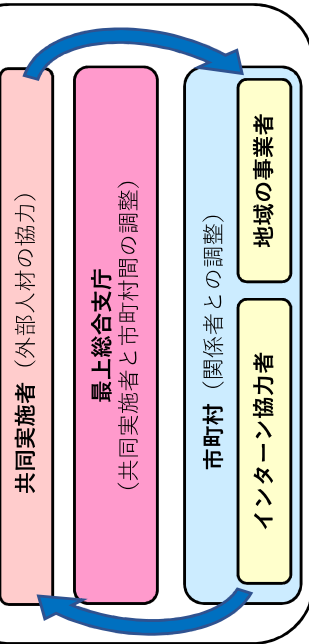 共同実施者（外部人材の協力）
最上総合支庁
（共同実施者と市町村間の調整）
市町村（関係者との調整）
地域の事業者
インターン協力者